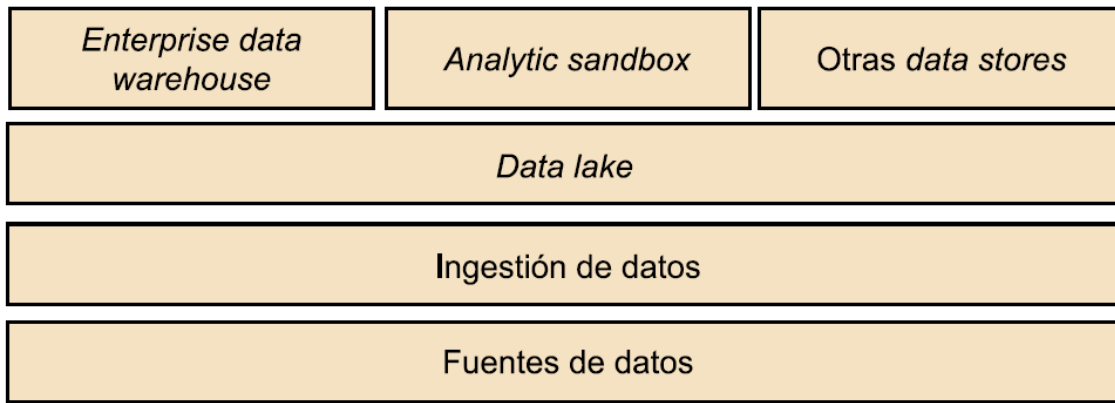 Enterprise data
warehouse
Analytic sandbox
Otras data stores
Data lake
Ingestión de datos
Fuentes de datos